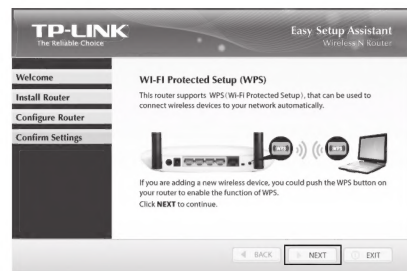 TP-LINK
The Reliable Choice
Easy Setup Assistant
Wireless N Router
Welcome
Install Router
Configure Router
Confirm Settings
WI-FI Protected Setup (WPS)
This router supports WPS(Wi-Fi Protected Setup), that can be used to
connect wireless devices to your network automatically.
WPS
WPS
If you are adding a new wireless device, you could push the WPS button on
your router to enable the function of WPS.
Click NEXT to continue.
BACK
NEXT
EXIT